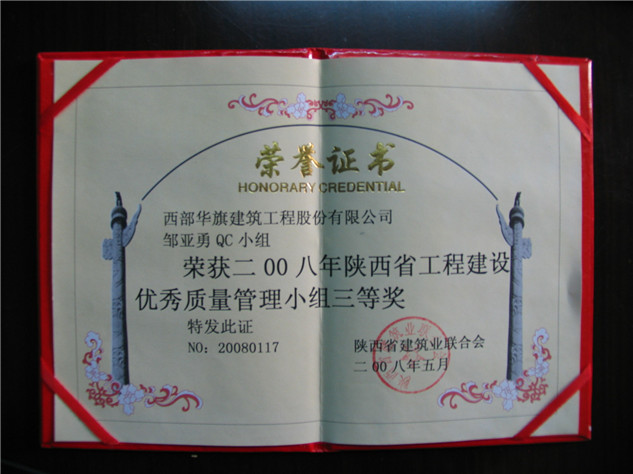 荣誉证书
HONORARY CREDENTIAL
西部华旗建筑工程股份有限公司
邹亚勇QC小组
荣获二00八年陕西省工程建设
优秀质量管理小组三等奖
特发此证
NO：20080117
陕西省建筑业联合会
二00八年五月